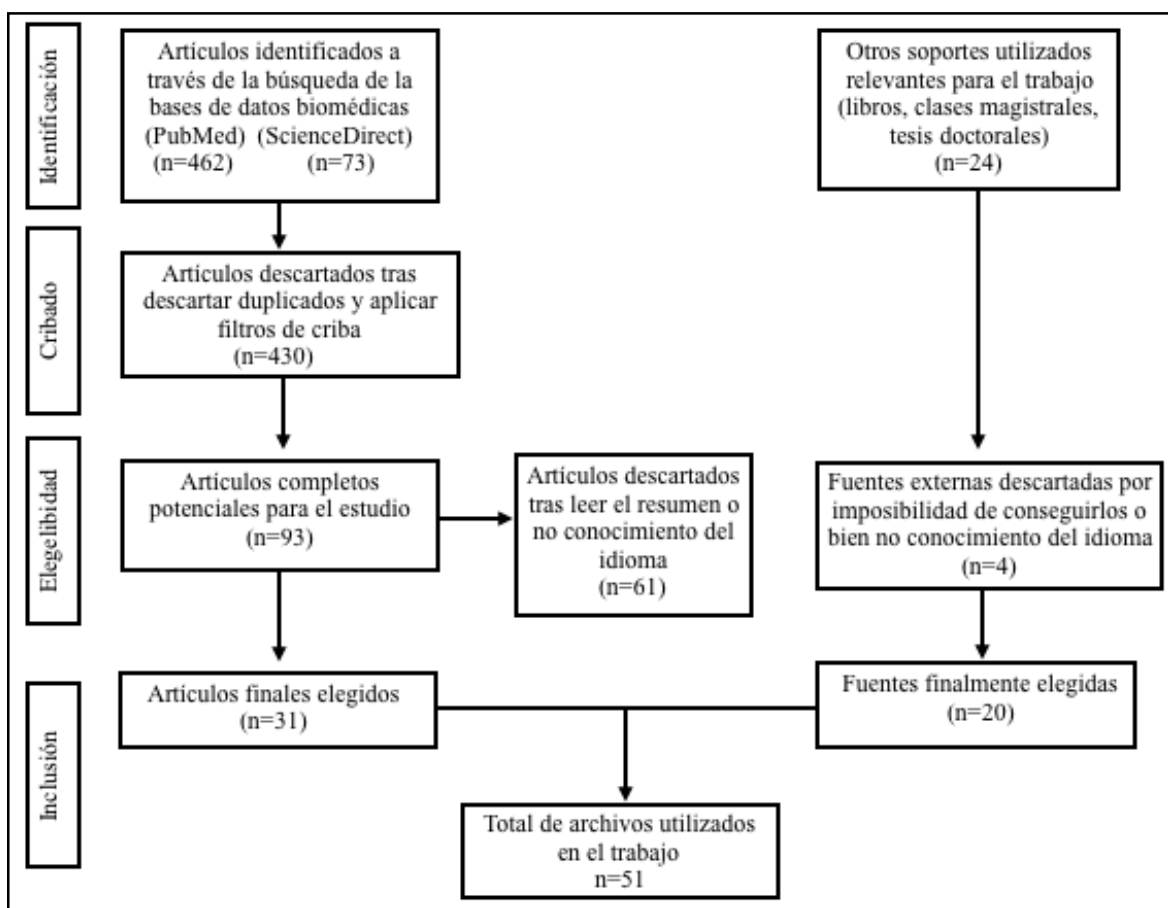 Identificación
Artículos identificados a
través de la búsqueda de la
bases de datos biomédicas
(PubMed) (ScienceDirect)
(n=462) (n=73)
Otros soportes utilizados
relevantes para el trabajo
(libros, clases magistrales,
tesis doctorales)
(n=24)
Cribado
Artículos descartados tras
descartar duplicados y aplicar
filtros de criba
(n=430)
Elegelibidad
Artículos completos
potenciales para el estudio
(n=93)
Artículos descartados
tras leer el resumen o
no conocimiento del
idioma
(n=61)
Fuentes externas descartadas por
imposibilidad de conseguirlos o
bien no conocimiento del idioma
(n=4)
Inclusión
Artículos finales elegidos
(n=31)
Fuentes finalmente elegidas
(n=20)
Total de archivos utilizados
en el trabajo
n=51